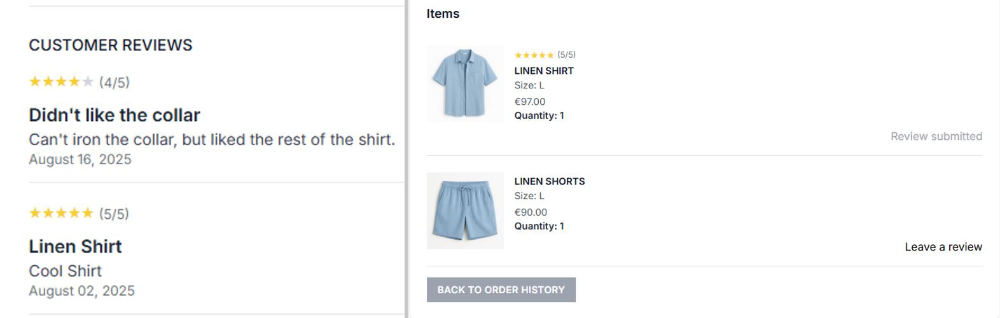 CUSTOMER REVIEWS
(4/5)
Didn't like the collar
Can't iron the collar, but liked the rest of the shirt.
August 16, 2025
(5/5)
Linen Shirt
Cool Shirt
August 02, 2025
Items
(5/5)
LINEN SHIRT
Size: L
€97.00
Quantity: 1
Review submitted
LINEN SHORTS
Size: L
€90.00
Quantity: 1
Leave a review
BACK TO ORDER HISTORY